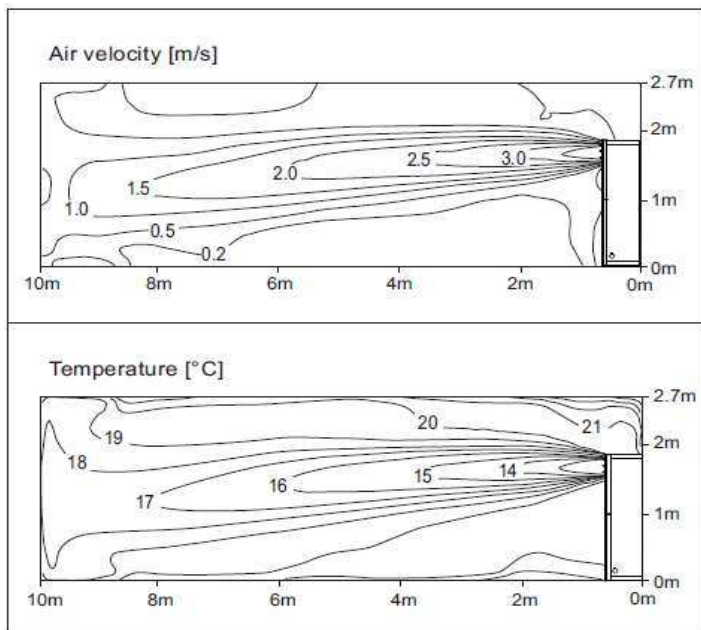 Air velocity [m/s]
2.7m
2m
2.5
3.0
2.0
1.5
1.0
1m
0.5
0.2
0m
10m 8m 6m 4m 2m 0m
Temperature [°C]
2.7m
20
21
19
2m
18
15
14
16
17
1m
0m
10m 8m 6m 4m 2m 0m